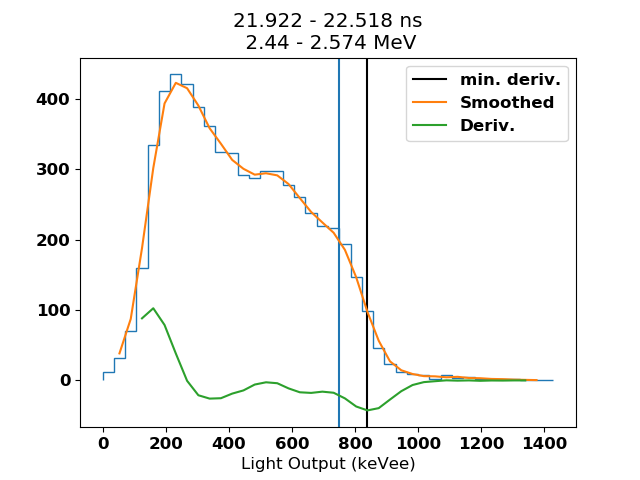 21.922 - 22.518 ns
2.44 - 2.574 MeV
min. deriv.
Smoothed
Deriv.
400
300
200
100
0
0 200 400 600 800 1000 1200 1400
Light Output (keVee)